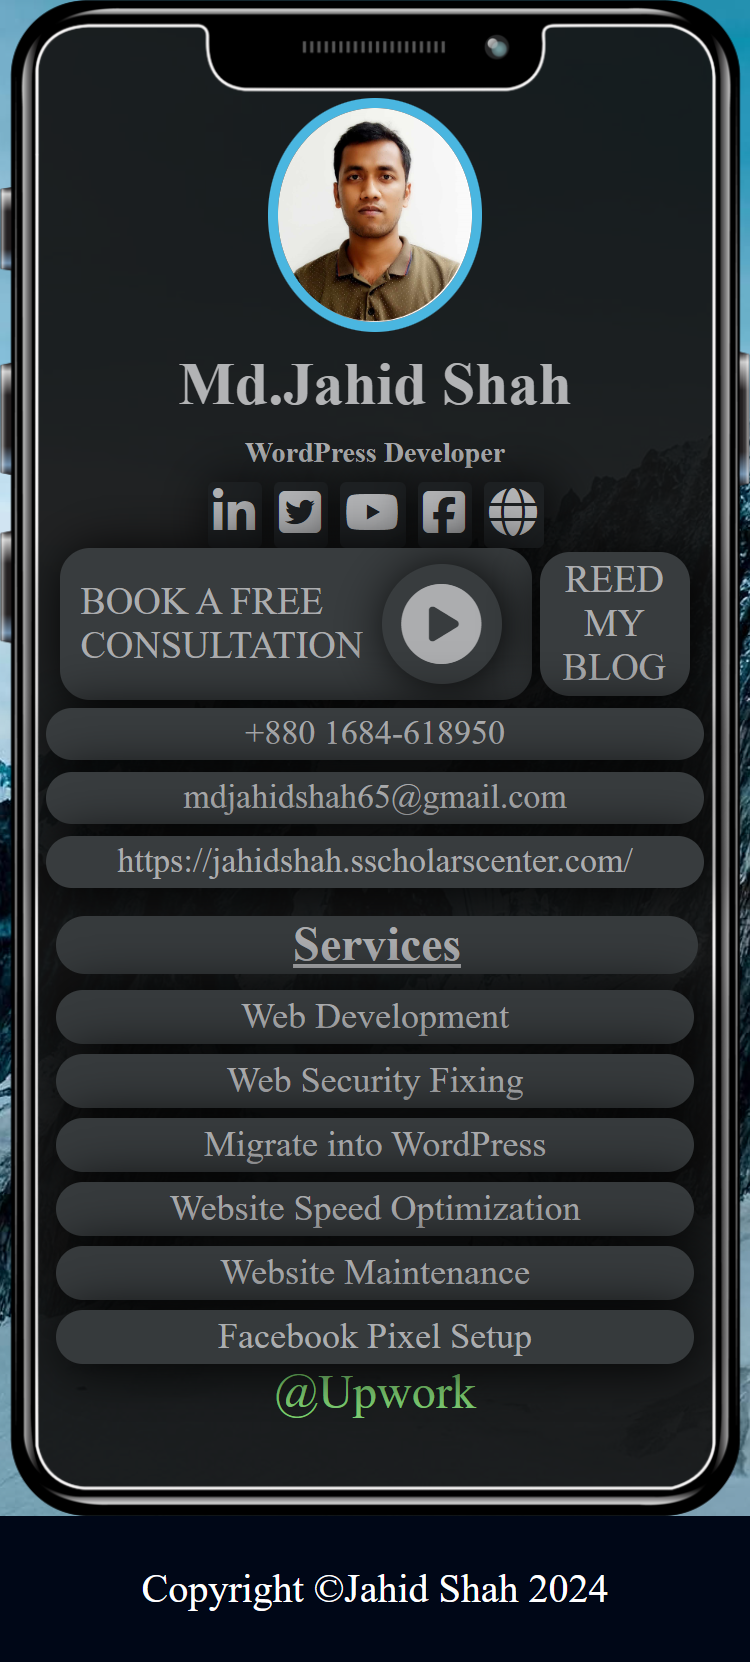 Md.Jahid Shah
WordPress Developer
in
BOOK A FREE
CONSULTATION
REED
MY
BLOG
+880 1684-618950
mdjahidshah65@gmail.com
https://jahidshah.sscholarscenter.com/
Services
Web Development
Web Security Fixing
Migrate into WordPress
Website Speed Optimization
Website Maintenance
Facebook Pixel Setup
@Upwork
Copyright ©Jahid Shah 2024